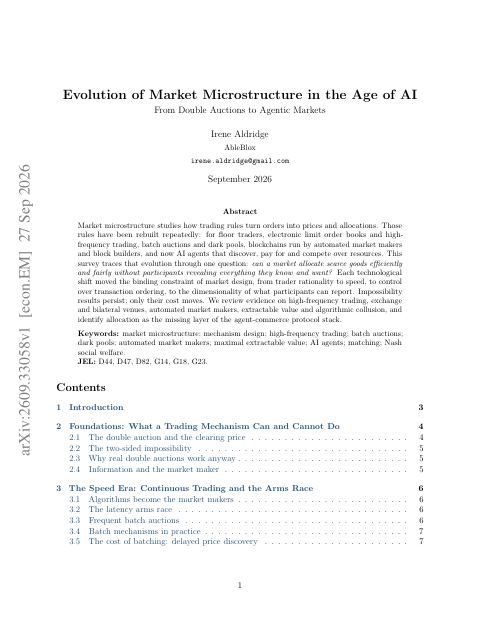 Evolution of Market Microstructure in the Age of AI
From Double Auctions to Agentic Markets
Irene Aldridge
AbleBlox
irene.aldridge@gmail.com
September 2026
Abstract
Market microstructure studies how trading rules turn orders into prices and allocations. Those
rules have been rebuilt repeatedly: for floor traders, electronic limit order books and high-
frequency trading, batch auctions and dark pools, blockchains run by automated market makers
and block builders, and now AI agents that discover, pay for and compete over resources. This
survey traces that evolution through one question: can a market allocate scarce goods efficiently
and fairly without participants revealing everything they know and want? Each technological
shift moved the binding constraint of market design, from trader rationality to speed, to control
over transaction ordering, to the dimensionality of what participants can report. Impossibility
results persist; only their cost moves. We review evidence on high-frequency trading, exchange
and bilateral venues, automated market makers, extractable value and algorithmic collusion, and
identify allocation as the missing layer of the agent-commerce protocol stack.
Keywords: market microstructure; mechanism design; high-frequency trading; batch auctions;
dark pools; automated market makers; maximal extractable value; AI agents; matching; Nash
social welfare.
JEL: D44, D47, D82, G14, G18, G23.
Contents
1 Introduction 3
2 Foundations: What a Trading Mechanism Can and Cannot Do 4
2.1 The double auction and the clearing price . . . . . . . . . . . . . . . . . . . . . . . . . 4
2.2 The two-sided impossibility . . . . . . . . . . . . . . . . . . . . . . . . . . . . . . . . . 5
2.3 Why real double auctions work anyway . . . . . . . . . . . . . . . . . . . . . . . . . . . 5
2.4 Information and the market maker . . . . . . . . . . . . . . . . . . . . . . . . . . . . . 5
3 The Speed Era: Continuous Trading and the Arms Race 6
3.1 Algorithms become the market makers . . . . . . . . . . . . . . . . . . . . . . . . . . . 6
3.2 The latency arms race . . . . . . . . . . . . . . . . . . . . . . . . . . . . . . . . . . . . 6
3.3 Frequent batch auctions . . . . . . . . . . . . . . . . . . . . . . . . . . . . . . . . . . . 6
3.4 Batch mechanisms in practice . . . . . . . . . . . . . . . . . . . . . . . . . . . . . . . . 7
3.5 The cost of batching: delayed price discovery . . . . . . . . . . . . . . . . . . . . . . . 7
1
arXiv:2609.33058v1 [econ.EM] 27 Sep 2026